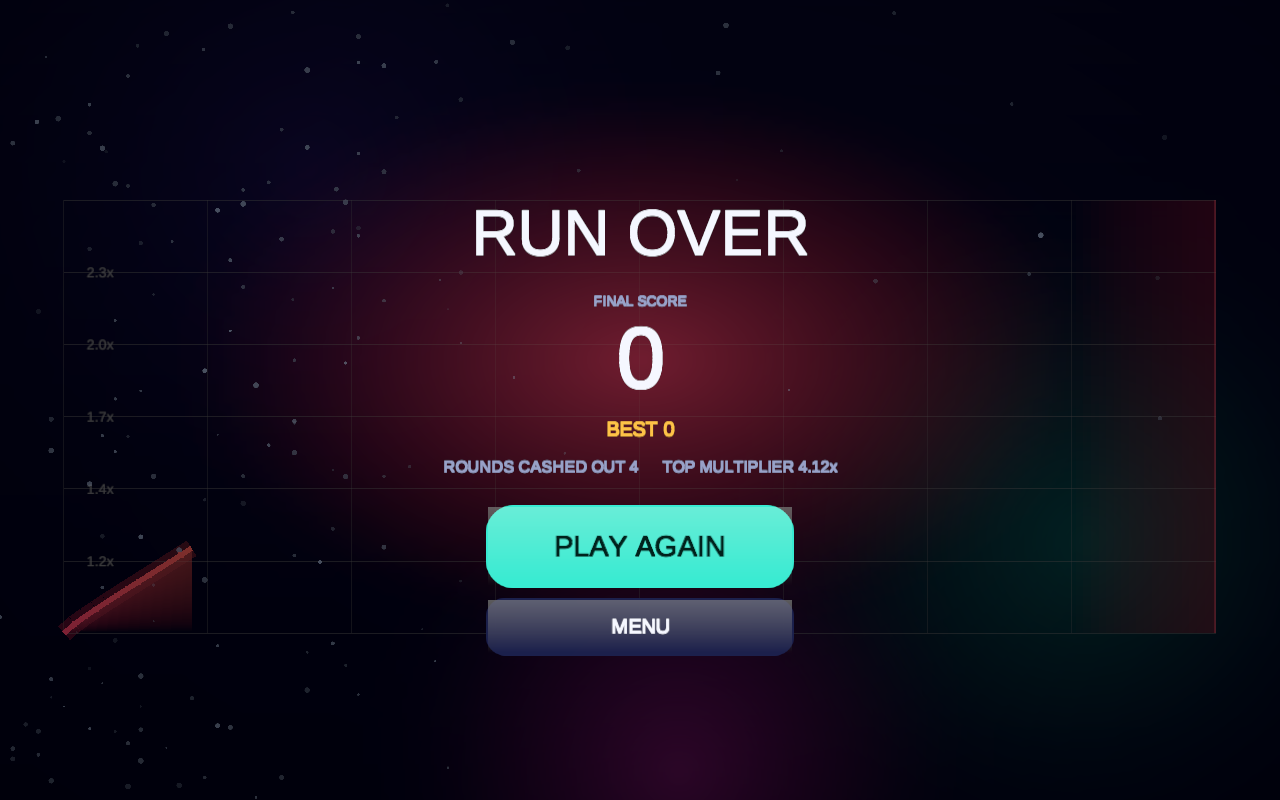 RUN OVER
2.3x
FINAL SCORE
2.0x
0
1.7x
BEST 0
ROUNDS CASHED OUT 4 TOP MULTIPLIER 4.12x
1.4x
PLAY AGAIN
1.2x
MENU